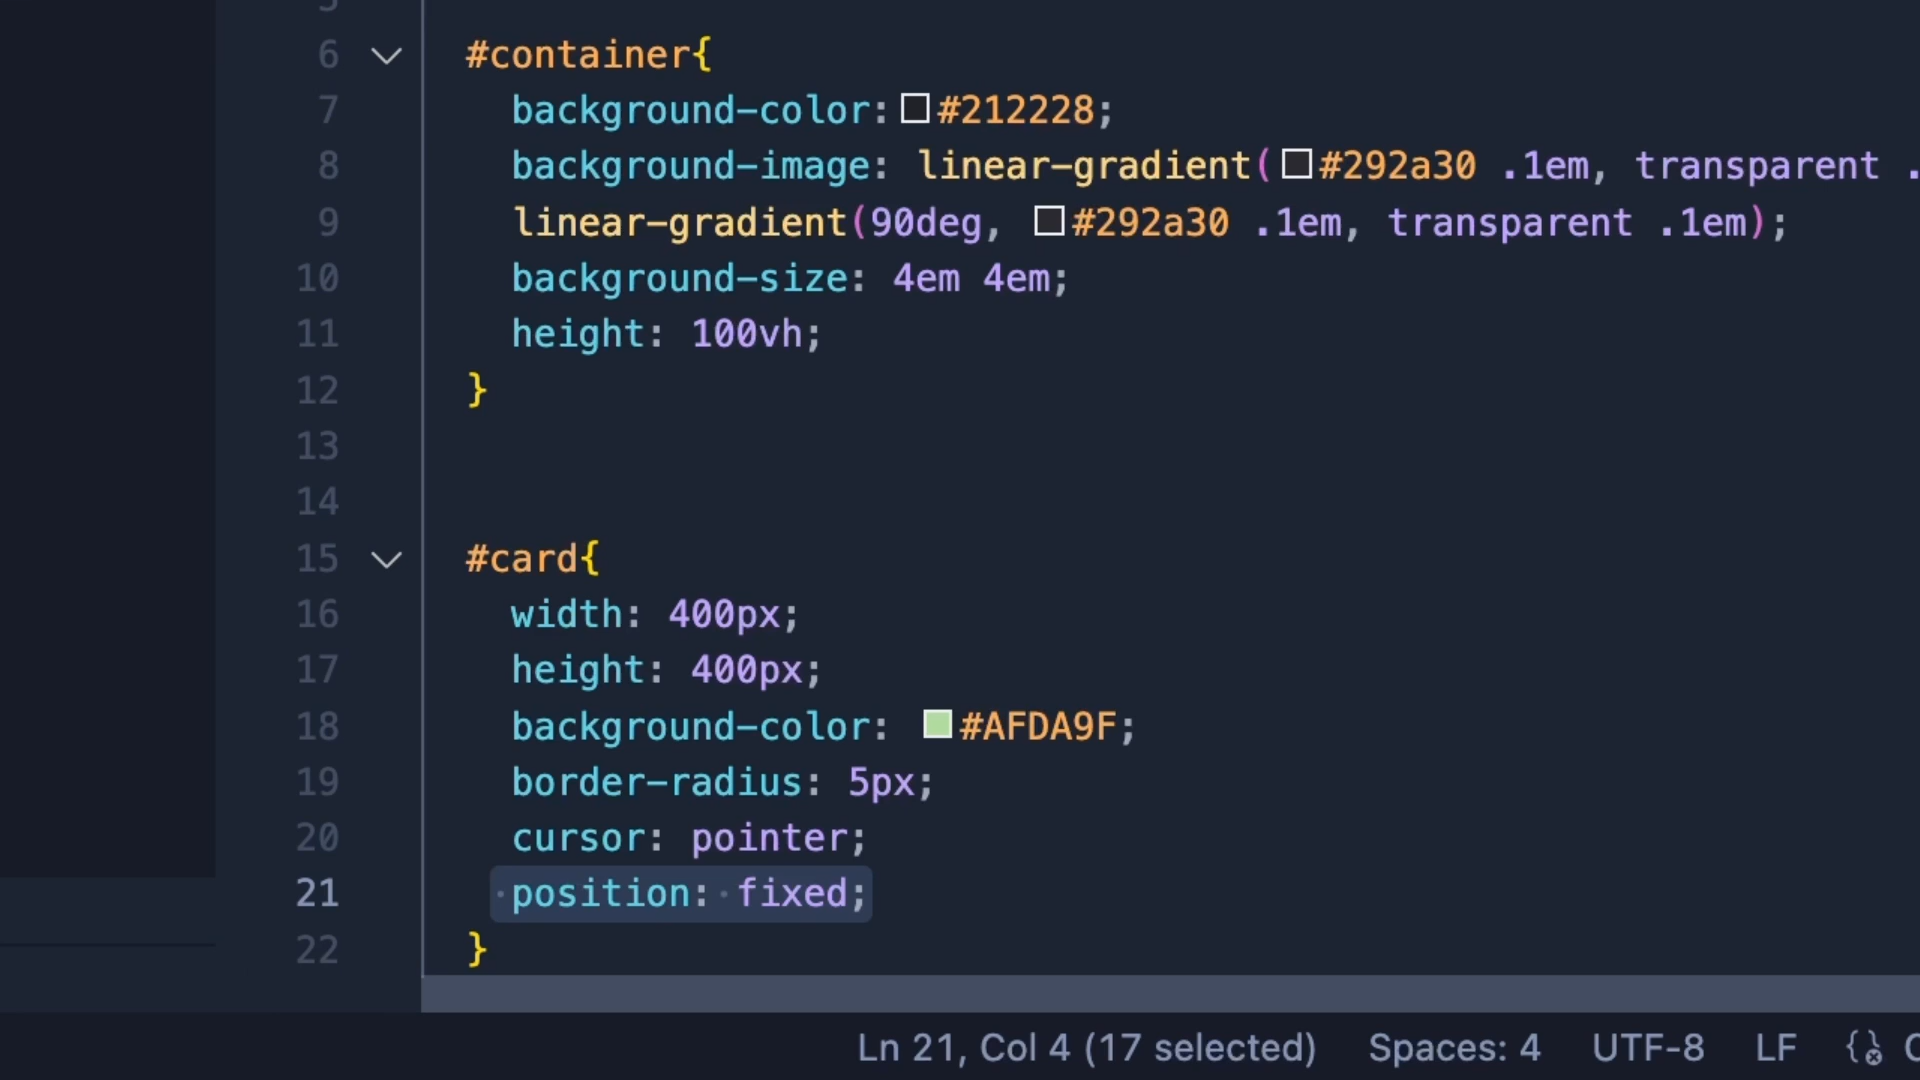 6 #container{
7 background-color: #212228;
8 background-image: linear-gradient( #292a30 .1em, transparent .
9 linear-gradient(90deg, #292a30 .1em, transparent .1em);
10 background-size: 4em 4em;
11 height: 100vh;
12 }
13
14
15 #card{
16 width: 400px;
17 height: 400px;
18 background-color: #AFDA9F;
19 border-radius: 5px;
20 cursor: pointer;
21 position: fixed;
22 }
Ln 21, Col 4 (17 selected) Spaces: 4 UTF-8 LF